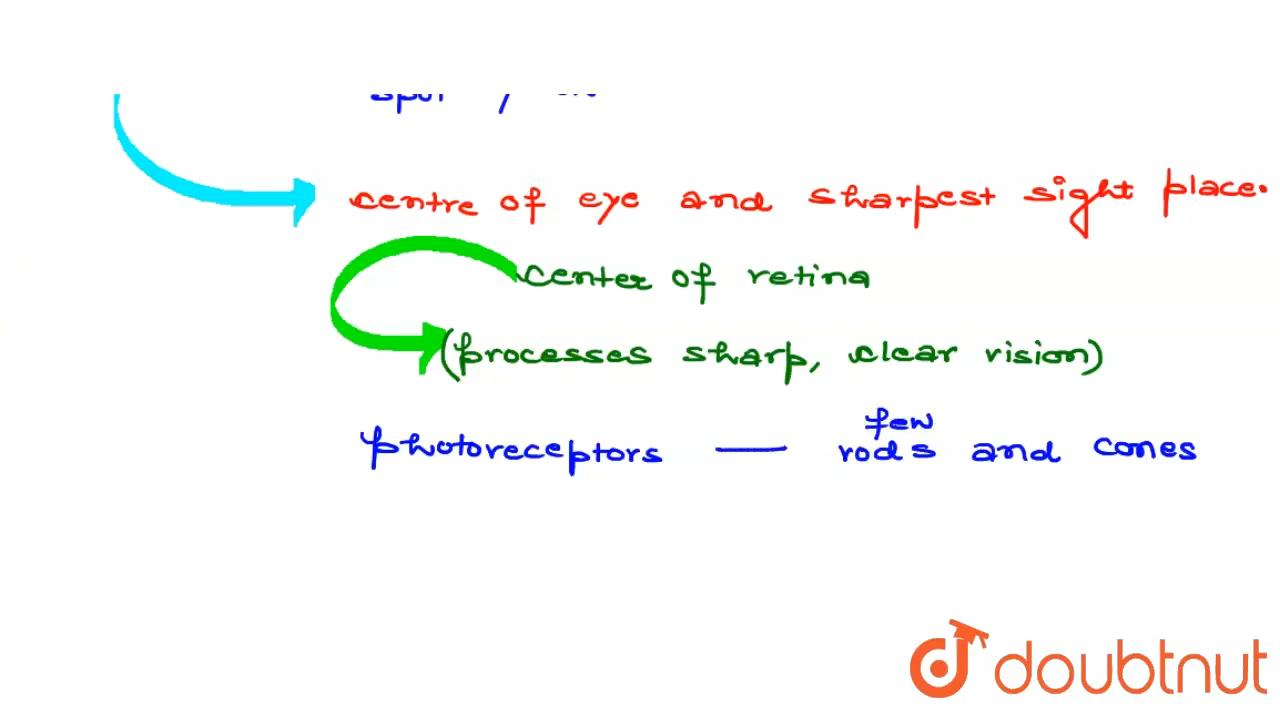 centre of eye and sharpest sight place.
center of retina
(processes sharp, clear vision)
few
photoreceptors — rods and cones
doubtnut